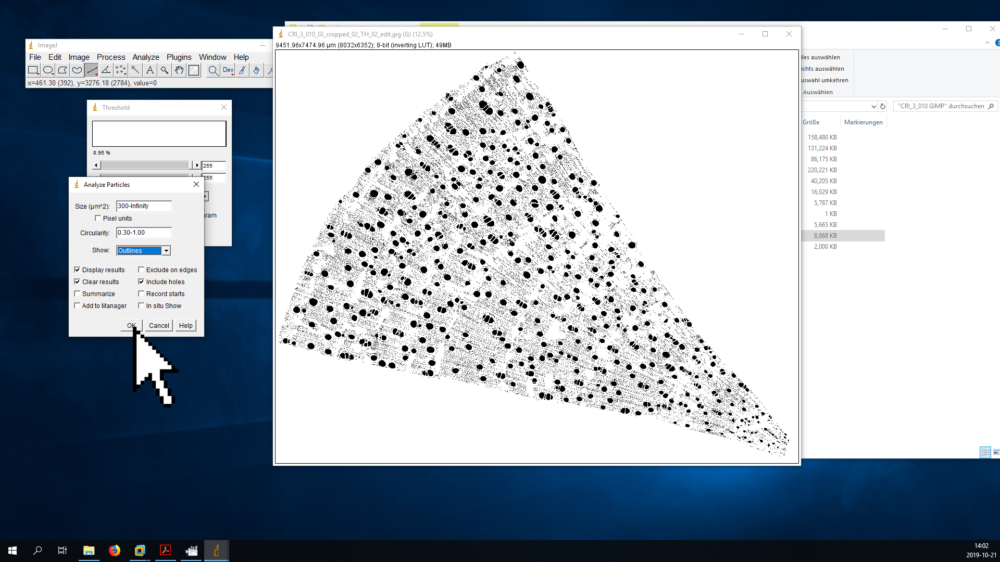 ImageJ
File Edit Image Process Analyze Plugins Window Help
Dev
x=461.30 (392), y=3276.18 (2784), value=0
Threshold
8.95 %
255
255
gram
Analyze Particles
Size (µm^2): 300-Infinity
Pixel units
Circularity: 0.30-1.00
Show: Outlines
Display results Exclude on edges
Clear results Include holes
Summarize Record starts
Add to Manager In situ Show
OK Cancel Help
CRI_3_010_GI_cropped_02_TH_02_edit.jpg (G) (12.5%)
9451.96x7474.96 µm (8032x6352); 8-bit (inverting LUT); 49MB
lles auswählen
ichts auswählen
uswahl umkehren
Auswählen
"CRI_3_010 GIMP" durchsuchen
Größe Markierungen
158,480 KB
131,224 KB
86,175 KB
220,221 KB
40,205 KB
16,029 KB
5,787 KB
1 KB
5,665 KB
8,868 KB
2,000 KB
14:02
2019-10-21